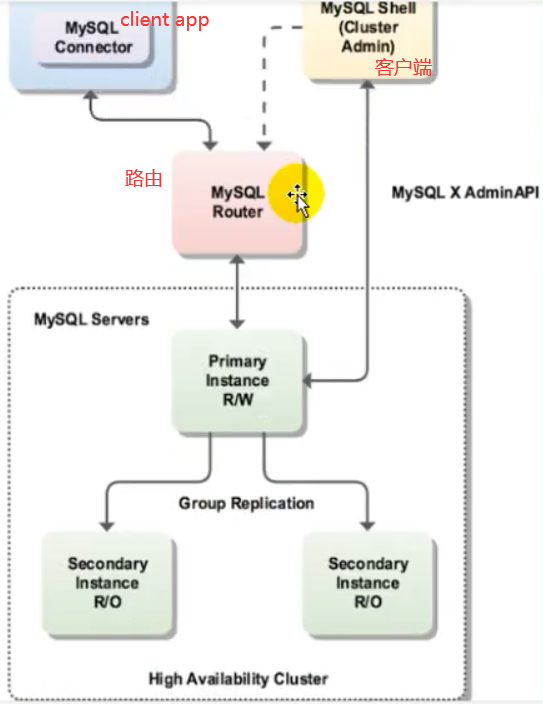 MySQL
Connector
client app
MySQL Shell
(Cluster
Admin)
客户端
路由
MySQL
Router
MySQL X AdminAPI
MySQL Servers
Primary
Instance
R/W
Group Replication
Secondary
Instance
R/O
Secondary
Instance
R/O
High Availability Cluster